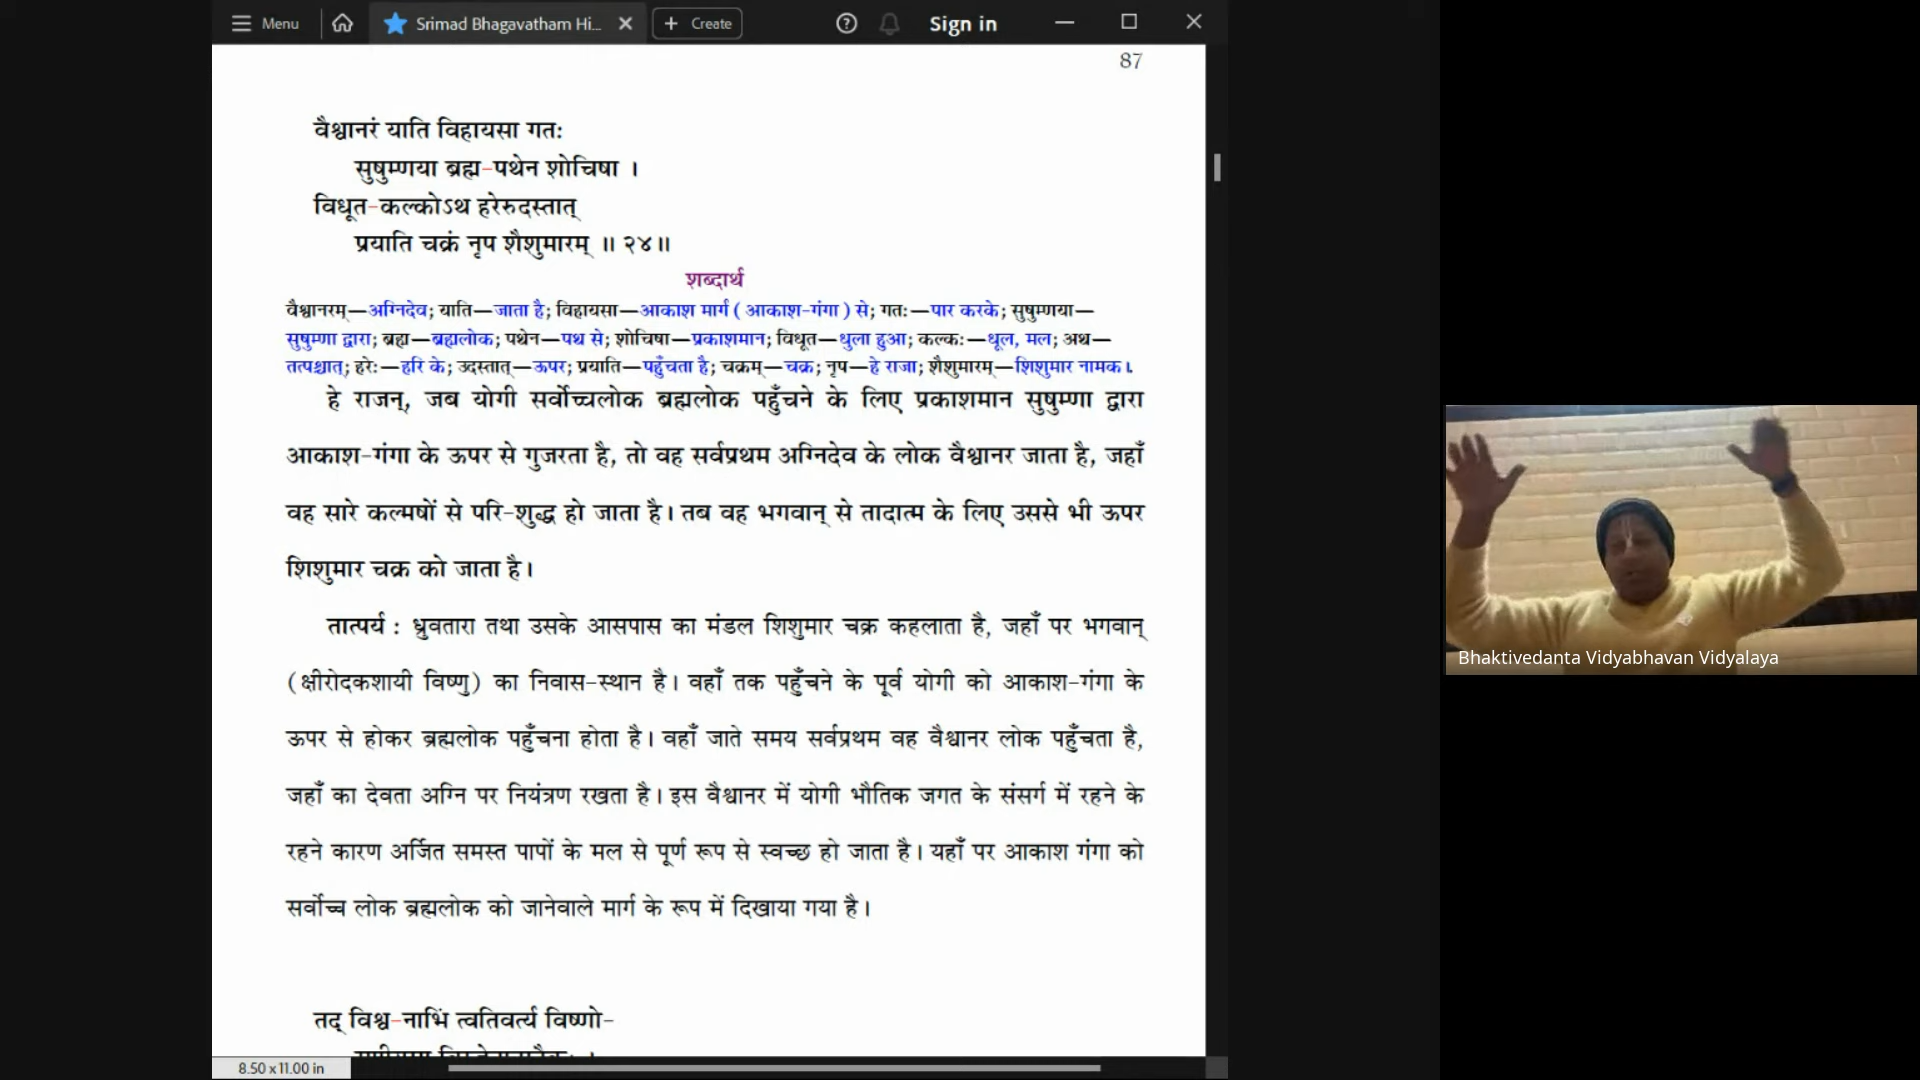 Menu
Srimad Bhagavatham Hi...
Create
Sign in
87
वैश्वानरं याति विहायसा गतः
सुषुम्णया ब्रह्म-पथेन शोचिषा ।
विधूत-कल्कोऽथ हरेरुदस्तात्
प्रयाति चक्रं नृप शैशुमारम् ॥ २४॥
शब्दार्थ
वैश्वानरम्—अग्निदेव; याति—जाता है; विहायसा—आकाश मार्ग ( आकाश-गंगा ) से; गतः—पार करके; सुषुम्णया—
सुषुम्णा द्वारा; ब्रह्म—ब्रह्मलोक; पथेन—पथ से; शोचिषा—प्रकाशमान; विधूत—धुला हुआ; कल्कः—धूल, मल; अथ—
तत्पश्चात्; हरेः—हरि के; उदस्तात्—ऊपर; प्रयाति—पहुँचता है; चक्रम्—चक्र; नृप—हे राजा; शैशुमारम्—शिशुमार नामक।
हे राजन्, जब योगी सर्वोच्चलोक ब्रह्मलोक पहुँचने के लिए प्रकाशमान सुषुम्णा द्वारा
आकाश-गंगा के ऊपर से गुजरता है, तो वह सर्वप्रथम अग्निदेव के लोक वैश्वानर जाता है, जहाँ
वह सारे कल्मषों से परि-शुद्ध हो जाता है। तब वह भगवान् से तादात्म के लिए उससे भी ऊपर
शिशुमार चक्र को जाता है।
तात्पर्य : ध्रुवतारा तथा उसके आसपास का मंडल शिशुमार चक्र कहलाता है, जहाँ पर भगवान्
(क्षीरोदकशायी विष्णु) का निवास-स्थान है। वहाँ तक पहुँचने के पूर्व योगी को आकाश-गंगा के
ऊपर से होकर ब्रह्मलोक पहुँचना होता है। वहाँ जाते समय सर्वप्रथम वह वैश्वानर लोक पहुँचता है,
जहाँ का देवता अग्नि पर नियंत्रण रखता है। इस वैश्वानर में योगी भौतिक जगत के संसर्ग में रहने के
रहने कारण अर्जित समस्त पापों के मल से पूर्ण रूप से स्वच्छ हो जाता है। यहाँ पर आकाश गंगा को
सर्वोच्च लोक ब्रह्मलोक को जानेवाले मार्ग के रूप में दिखाया गया है।
तद् विश्व-नाभिं त्वतिवर्त्य विष्णो-
8.50 x 11.00 in
Bhaktivedanta Vidyabhavan Vidyalaya